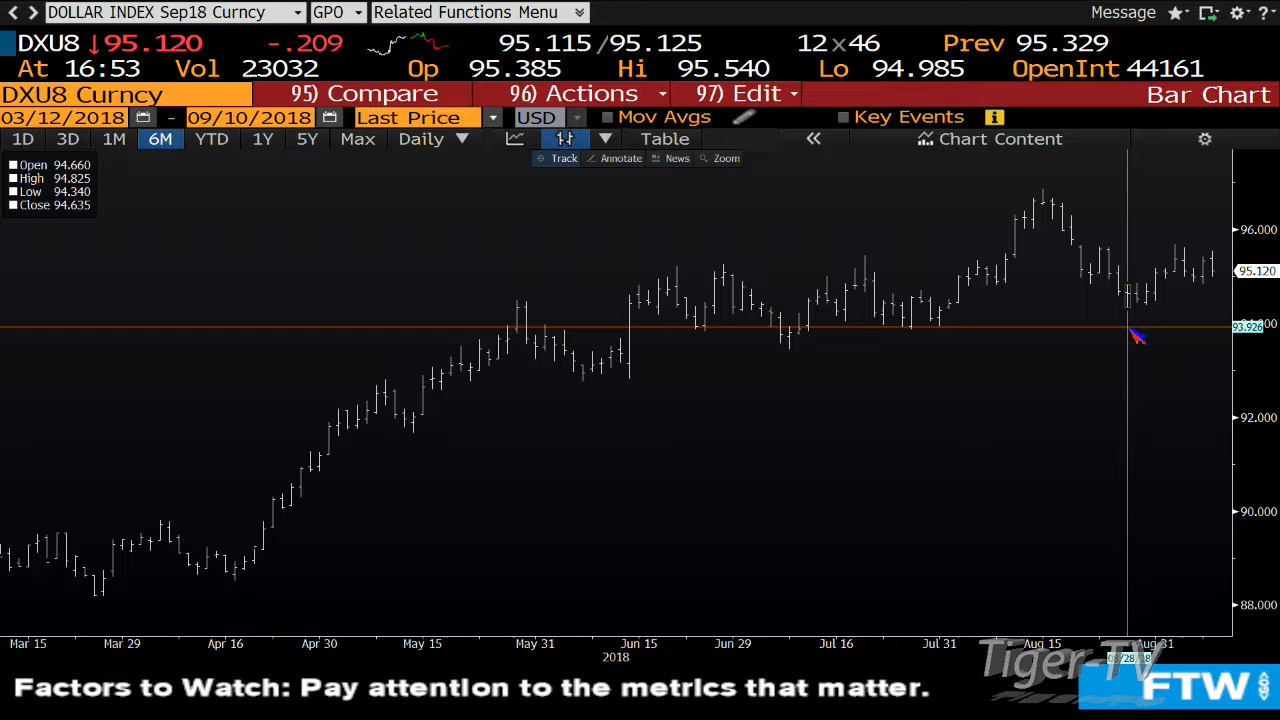 DOLLAR INDEX Sep18 Curncy GPO Related Functions Menu Message ?
DXU8 ↓95.120 -.209 95.115/95.125 12x46 Prev 95.329
At 16:53 Vol 23032 Op 95.385 Hi 95.540 Lo 94.985 OpenInt 44161
DXU8 Curncy 95) Compare 96) Actions 97) Edit Bar Chart
03/12/2018 - 09/10/2018 Last Price USD Mov Avgs Key Events
1D 3D 1M 6M YTD 1Y 5Y Max Daily Table « Chart Content
Track Annotate News Zoom
Open 94.660
High 94.825
Low 94.340
Close 94.635
96.000
95.120
93.926
92.000
90.000
88.000
Mar 15 Mar 29 Apr 16 Apr 30 May 15 May 31 Jun 15 Jun 29 Jul 16 Jul 31 Aug 15 Aug 31
2018
08/28/18
Tiger-TV
Factors to Watch: Pay attention to the metrics that matter.
FTW